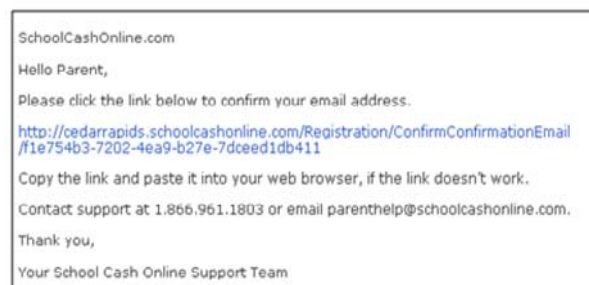 SchoolCashOnline.com
Hello Parent,
Please click the link below to confirm your email address.
http://cedarrapids.schoolcashonline.com/Registration/ConfirmConfirmationEmail
/f1e754b3-7202-4ea9-b27e-7dceed1db411
Copy the link and paste it into your web browser, if the link doesn't work.
Contact support at 1.866.961.1803 or email parenthelp@schoolcashonline.com.
Thank you,
Your School Cash Online Support Team